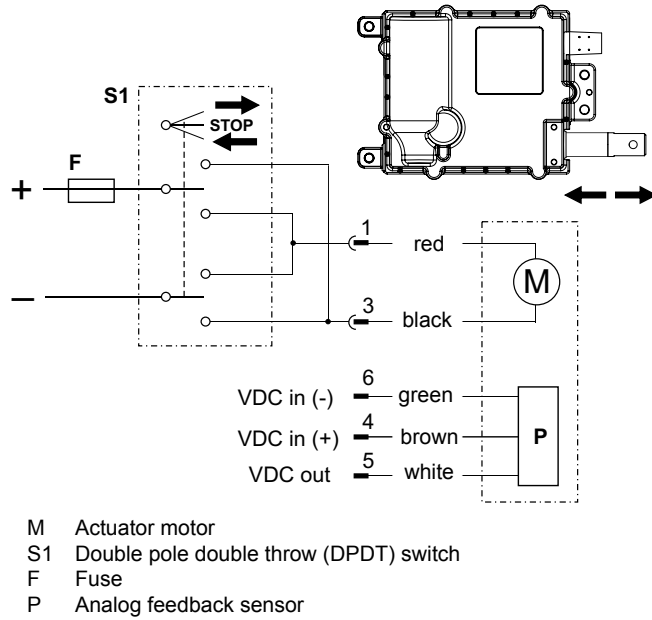 S1
STOP
F
+
–
1
red
M
3
black
6
VDC in (-)
green
4
VDC in (+)
brown
P
5
VDC out
white
M Actuator motor
S1 Double pole double throw (DPDT) switch
F Fuse
P Analog feedback sensor